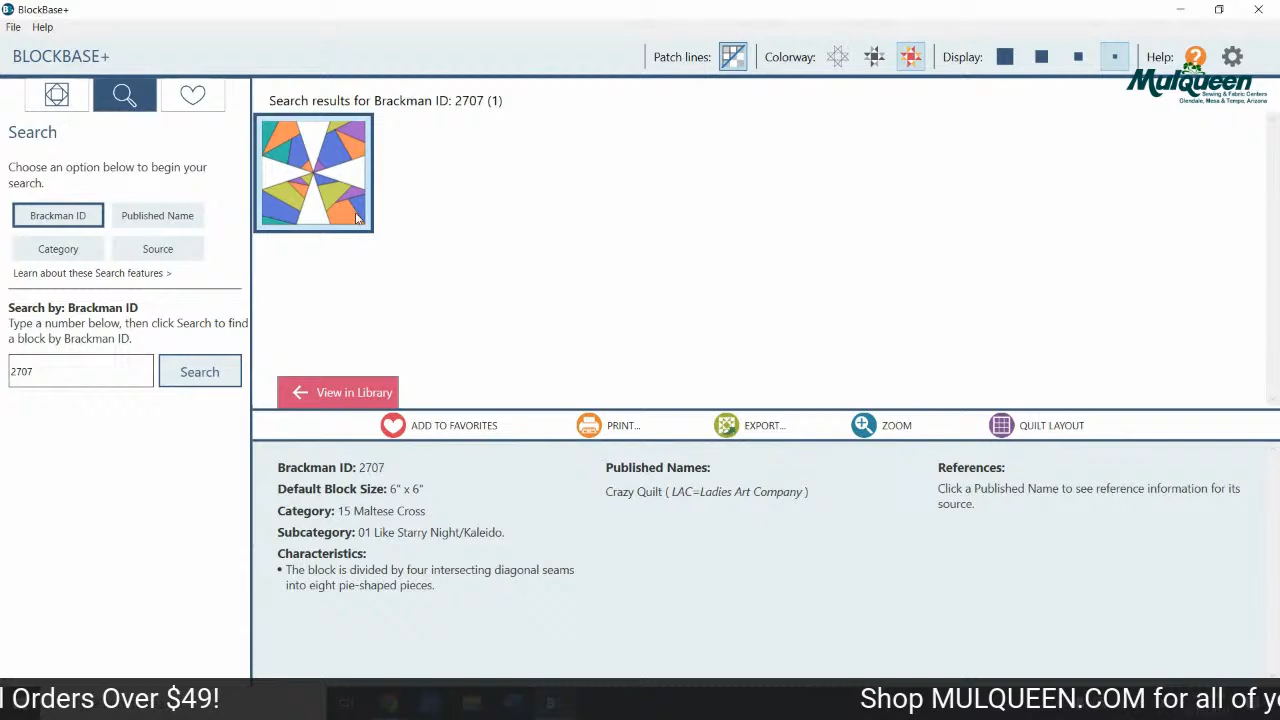 BlockBase+
File Help
BLOCKBASE+
Patch lines: Colorway: Display: Help:
Mulqueen
Sewing & Fabric Centers
Glendale, Mesa & Tempe, Arizona
Search
Choose an option below to begin your
search.
Brackman ID Published Name
Category Source
Learn about these Search features >
Search by: Brackman ID
Type a number below, then click Search to find
a block by Brackman ID.
2707 Search
Search results for Brackman ID: 2707 (1)
View in Library
ADD TO FAVORITES PRINT... EXPORT... ZOOM QUILT LAYOUT
Brackman ID: 2707
Default Block Size: 6" x 6"
Category: 15 Maltese Cross
Subcategory: 01 Like Starry Night/Kaleido.
Characteristics:
• The block is divided by four intersecting diagonal seams
into eight pie-shaped pieces.
Published Names:
Crazy Quilt ( LAC=Ladies Art Company )
References:
Click a Published Name to see reference information for its
source.
l Orders Over $49! Shop MULQUEEN.COM for all of y